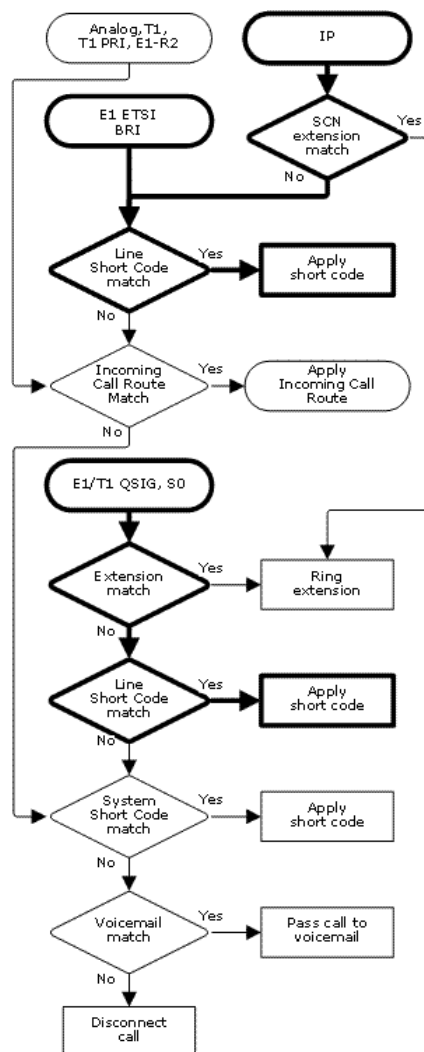 Analog, T1,
T1 PRI, E1-R2
IP
E1 ETSI
BRI
SCN
extension
match
Yes
No
Line
Short Code
match
Yes
Apply
short code
No
Incoming
Call Route
Match
Yes
Apply
Incoming Call
Route
No
E1/T1 QSIG, S0
Extension
match
Yes
Ring
extension
No
Line
Short Code
match
Yes
Apply
short code
No
System
Short Code
match
Yes
Apply
short code
No
Voicemail
match
Yes
Pass call to
voicemail
No
Disconnect
call